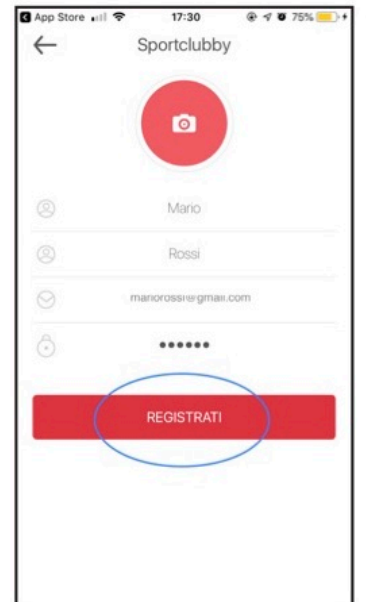 App Store 17:30 75%
Sportclubby
Mario
Rossi
mariorossi@gmail.com
••••••
REGISTRATI